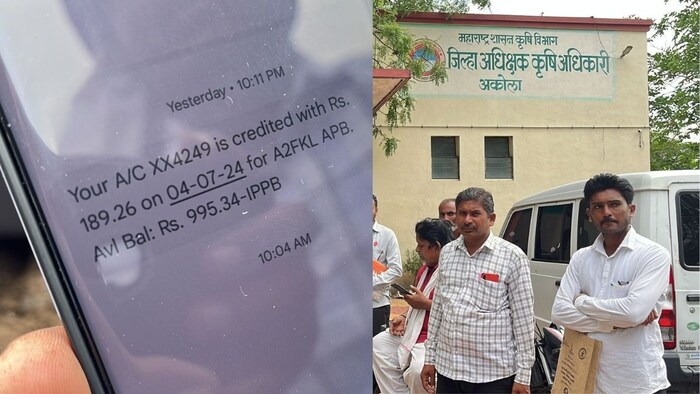 Yesterday • 10:11 PM
Your A/C XX4249 is credited with Rs.
189.26 on 04-07-24 for A2FKL APB.
Avl Bal: Rs. 995.34-IPPB
10:04 AM
महाराष्ट्र शासन कृषि विभाग
जिल्हा अधिक्षक कृषि अधिकारी
अकोला